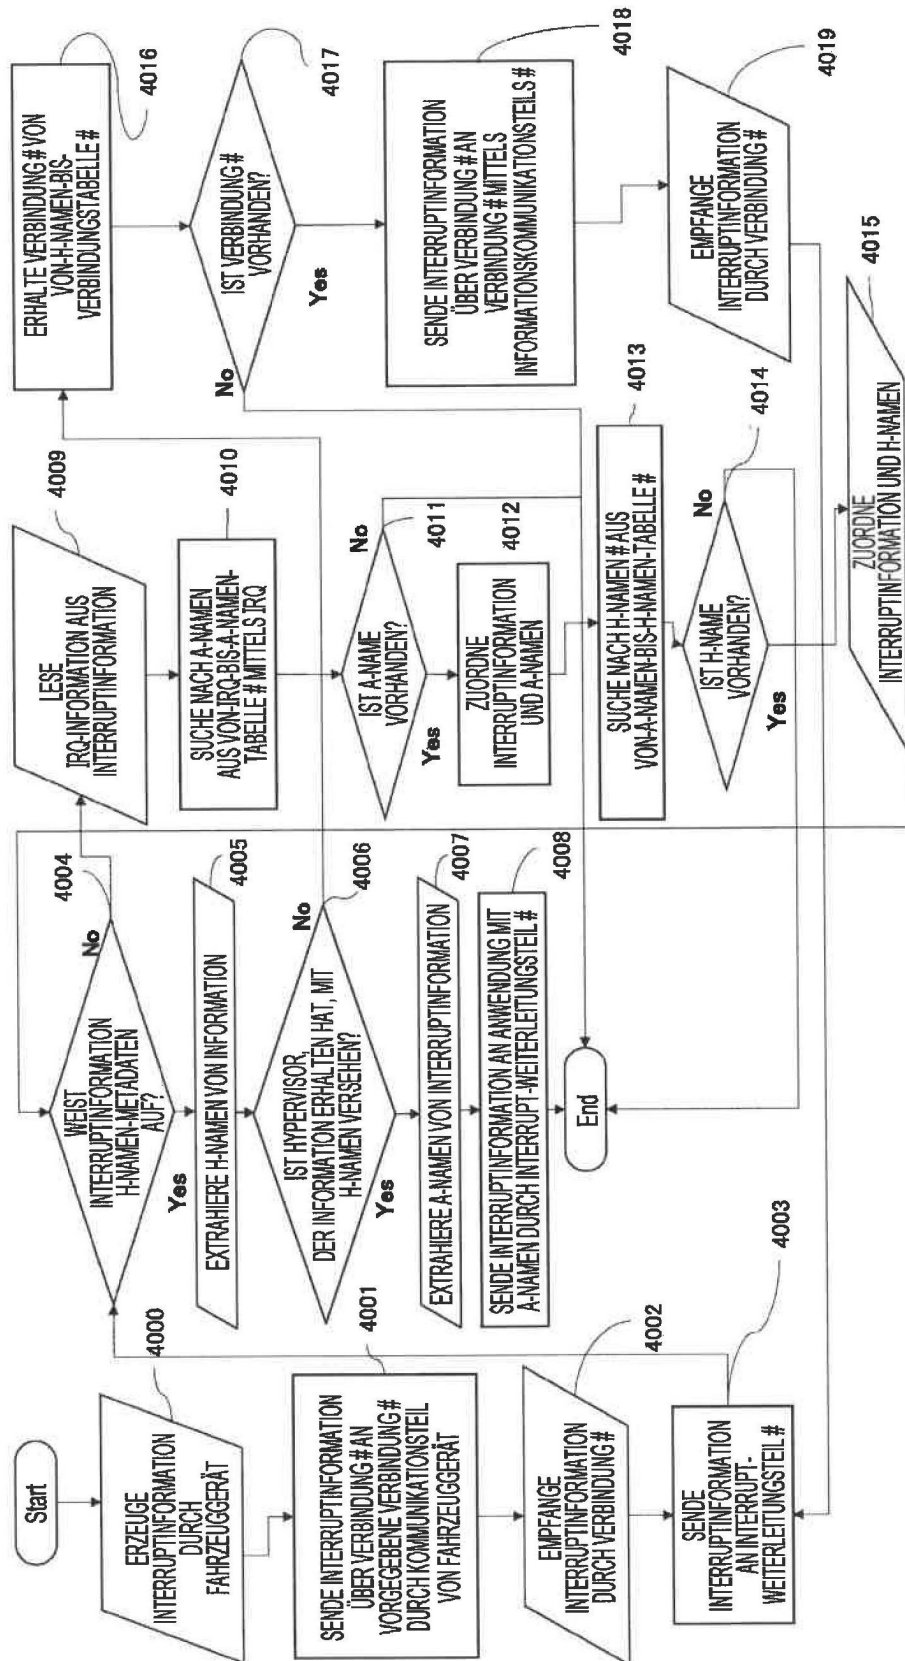 Start
ERZEUGE
INTERRUPTINFORMATION
DURCH
FAHRZEUGGERÄT
4000
SENDE INTERRUPTINFORMATION
ÜBER VERBINDUNG # AN
VORGEGEBENE VERBINDUNG #
DURCH KOMMUNIKATIONSTEIL
VON FAHRZEUGGERÄT
4001
EMPFANGE
INTERRUPTINFORMATION
DURCH VERBINDUNG #
4002
SENDE
INTERRUPTINFORMATION
AN INTERRUPT-
WEITERLEITUNGSTEIL #
4003
WEIST
INTERRUPTINFORMATION
H-NAMEN-METADATEN
AUF?
4004
No
Yes
EXTRAHIERE H-NAMEN VON INFORMATION
4005
IST HYPERVISOR,
DER INFORMATION ERHALTEN HAT, MIT
H-NAMEN VERSEHEN?
4006
No
Yes
EXTRAHIERE A-NAMEN VON INTERRUPTINFORMATION
4007
SENDE INTERRUPTINFORMATION AN ANWENDUNG MIT
A-NAMEN DURCH INTERRUPT-WEITERLEITUNGSTEIL #
4008
End
LESE
IRQ-INFORMATION AUS
INTERRUPTINFORMATION
4009
SUCHE NACH A-NAMEN
AUS VON-IRQ-BIS-A-NAMEN-
TABELLE # MITTELS IRQ
4010
IST A-NAME
VORHANDEN?
4011
No
Yes
ZUORDNE
INTERRUPTINFORMATION
UND A-NAMEN
4012
SUCHE NACH H-NAMEN # AUS
VON-A-NAMEN-BIS-H-NAMEN-TABELLE #
4013
IST H-NAME
VORHANDEN?
4014
No
Yes
ZUORDNE
INTERRUPTINFORMATION UND H-NAMEN
4015
ERHALTE VERBINDUNG # VON
VON-H-NAMEN-BIS-
VERBINDUNGSTABELLE #
4016
IST VERBINDUNG #
VORHANDEN?
4017
No
Yes
SENDE INTERRUPTINFORMATION
ÜBER VERBINDUNG # AN
VERBINDUNG # MITTELS
INFORMATIONSKOMMUNIKATIONSTEILS #
4018
EMPFANGE
INTERRUPTINFORMATION
DURCH VERBINDUNG #
4019